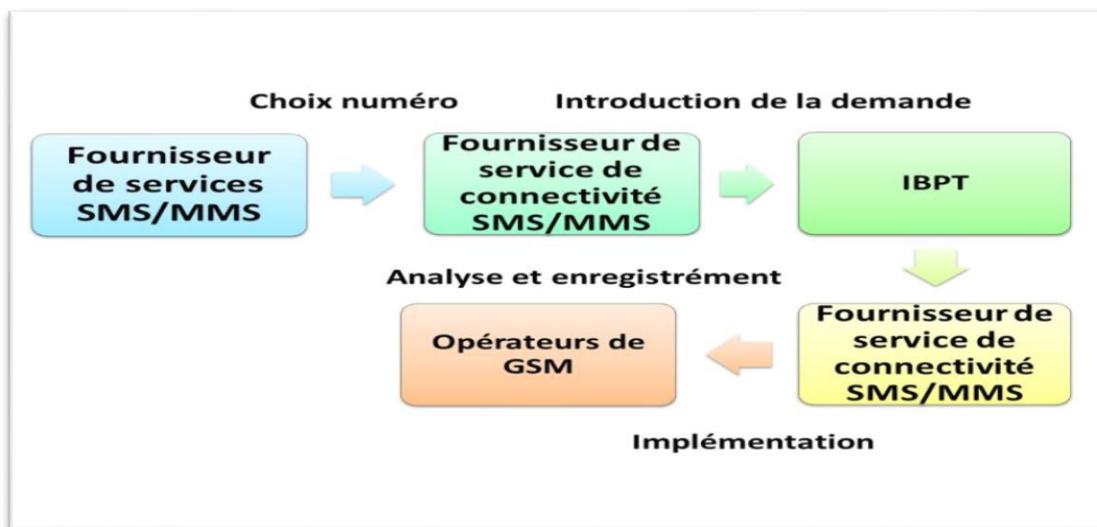 Choix numéro
Introduction de la demande
Fournisseur
de services
SMS/MMS
Fournisseur de
service de
connectivité
SMS/MMS
IBPT
Analyse et enregistrément
Opérateurs de
GSM
Fournisseur de
service de
connectivité
SMS/MMS
Implémentation